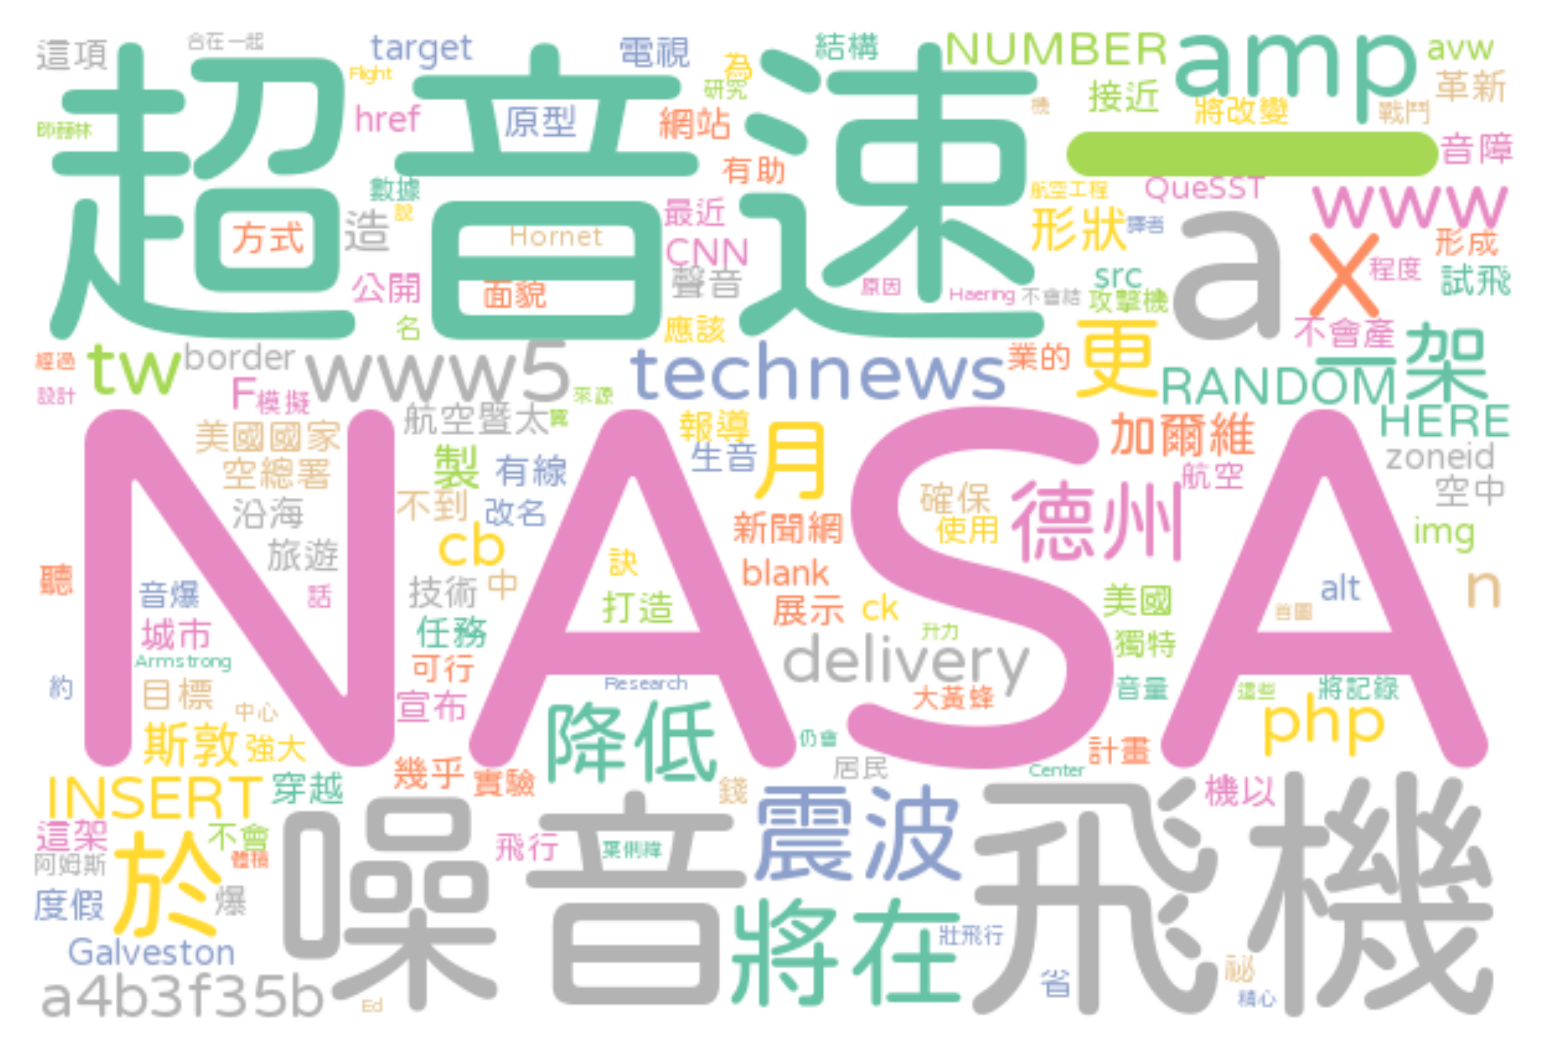 這項 合在一起 target 電視 為 結構 NUMBER amp avw
Flight 研究 接近 革新
師赫林 href 原型 網站 機 將改變 戰鬥
超音速 一 音障
數據 有助 航空工程 QueSST www
方式 造 說 Hornet 最近 形狀 譯者 a x 形成
CNN 程度
公開 面貌 聲音 原因 Haering 不會結 src 攻擊機 試飛
名 應該 更 不會產
經過 tw border www5 technews 業的 一架
設計 F 模擬 來源 RANDOM
美國國家 航空暨太 報導 月 加爾維 HERE
空總署 製 有線 生音 航空 zoneid
NASA
沿海 不到 改名 新聞網 確保 使用 德州 空中
旅遊 cb img
聽 音爆 話 技術 中 訣 blank alt n
城市 任務 打造 展示 ck 美國 首圖
Armstrong 可行 升力 獨特
約 目標 宣布 Research delivery 大黃蜂 音量 這些 將記錄
中心 php
斯敦 強大 降低 仍會 計畫
INSERT 穿越 幾乎 實驗 錢 居民 Center 機以
這架 不會 噪音 震波 飛機
阿姆斯 於 體積 飛行 葉俐緯
度假 爆 將在 壯飛行
Galveston 省 祕
a4b3f35b Ed 精心